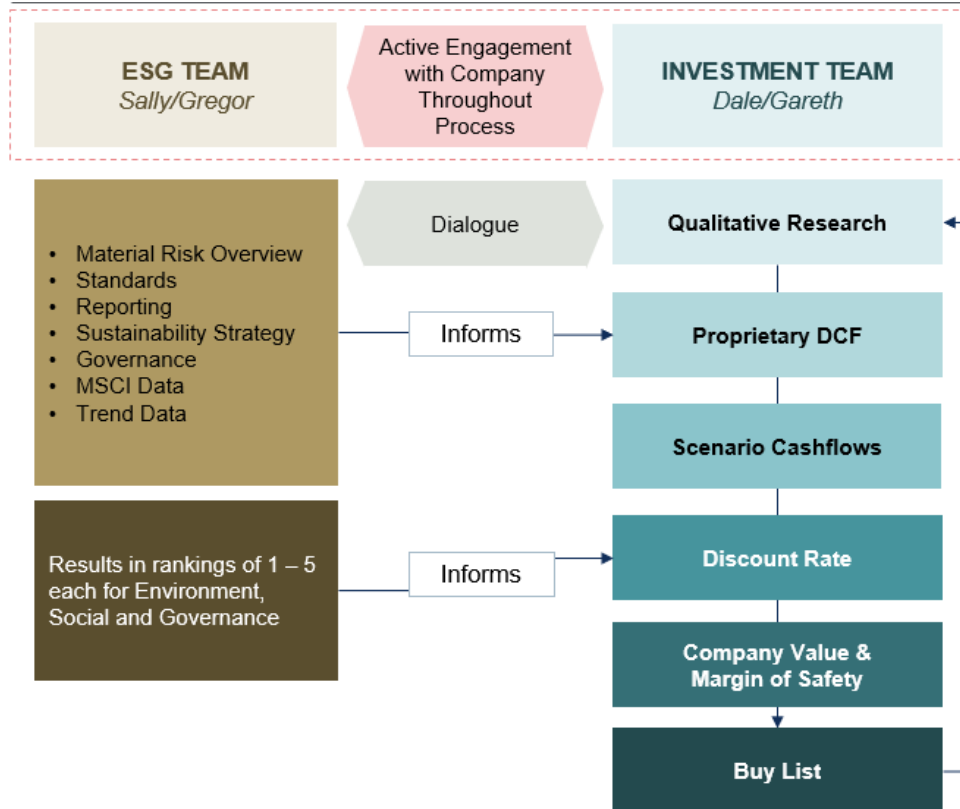 ESG TEAM
Sally/Gregor
Active Engagement
with Company
Throughout
Process
INVESTMENT TEAM
Dale/Gareth
• Material Risk Overview
• Standards
• Reporting
• Sustainability Strategy
• Governance
• MSCI Data
• Trend Data
Dialogue
Qualitative Research
Informs
Proprietary DCF
Scenario Cashflows
Results in rankings of 1 – 5
each for Environment,
Social and Governance
Informs
Discount Rate
Company Value &
Margin of Safety
Buy List